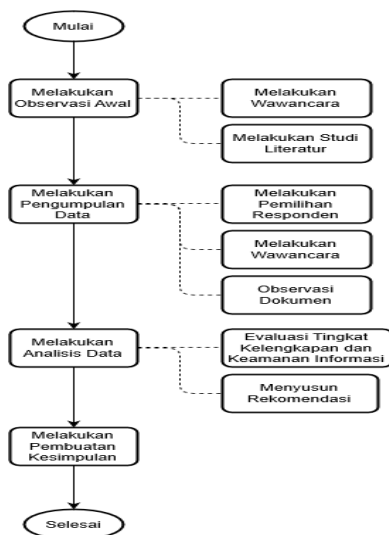 Mulai
Melakukan
Observasi Awal
Melakukan
Wawancara
Melakukan Studi
Literatur
Melakukan
Pengumpulan
Data
Melakukan
Pemilihan
Responden
Melakukan
Wawancara
Observasi
Dokumen
Melakukan
Analisis Data
Evaluasi Tingkat
Kelengkapan dan
Keamanan Informasi
Menyusun
Rekomendasi
Melakukan
Pembuatan
Kesimpulan
Selesai